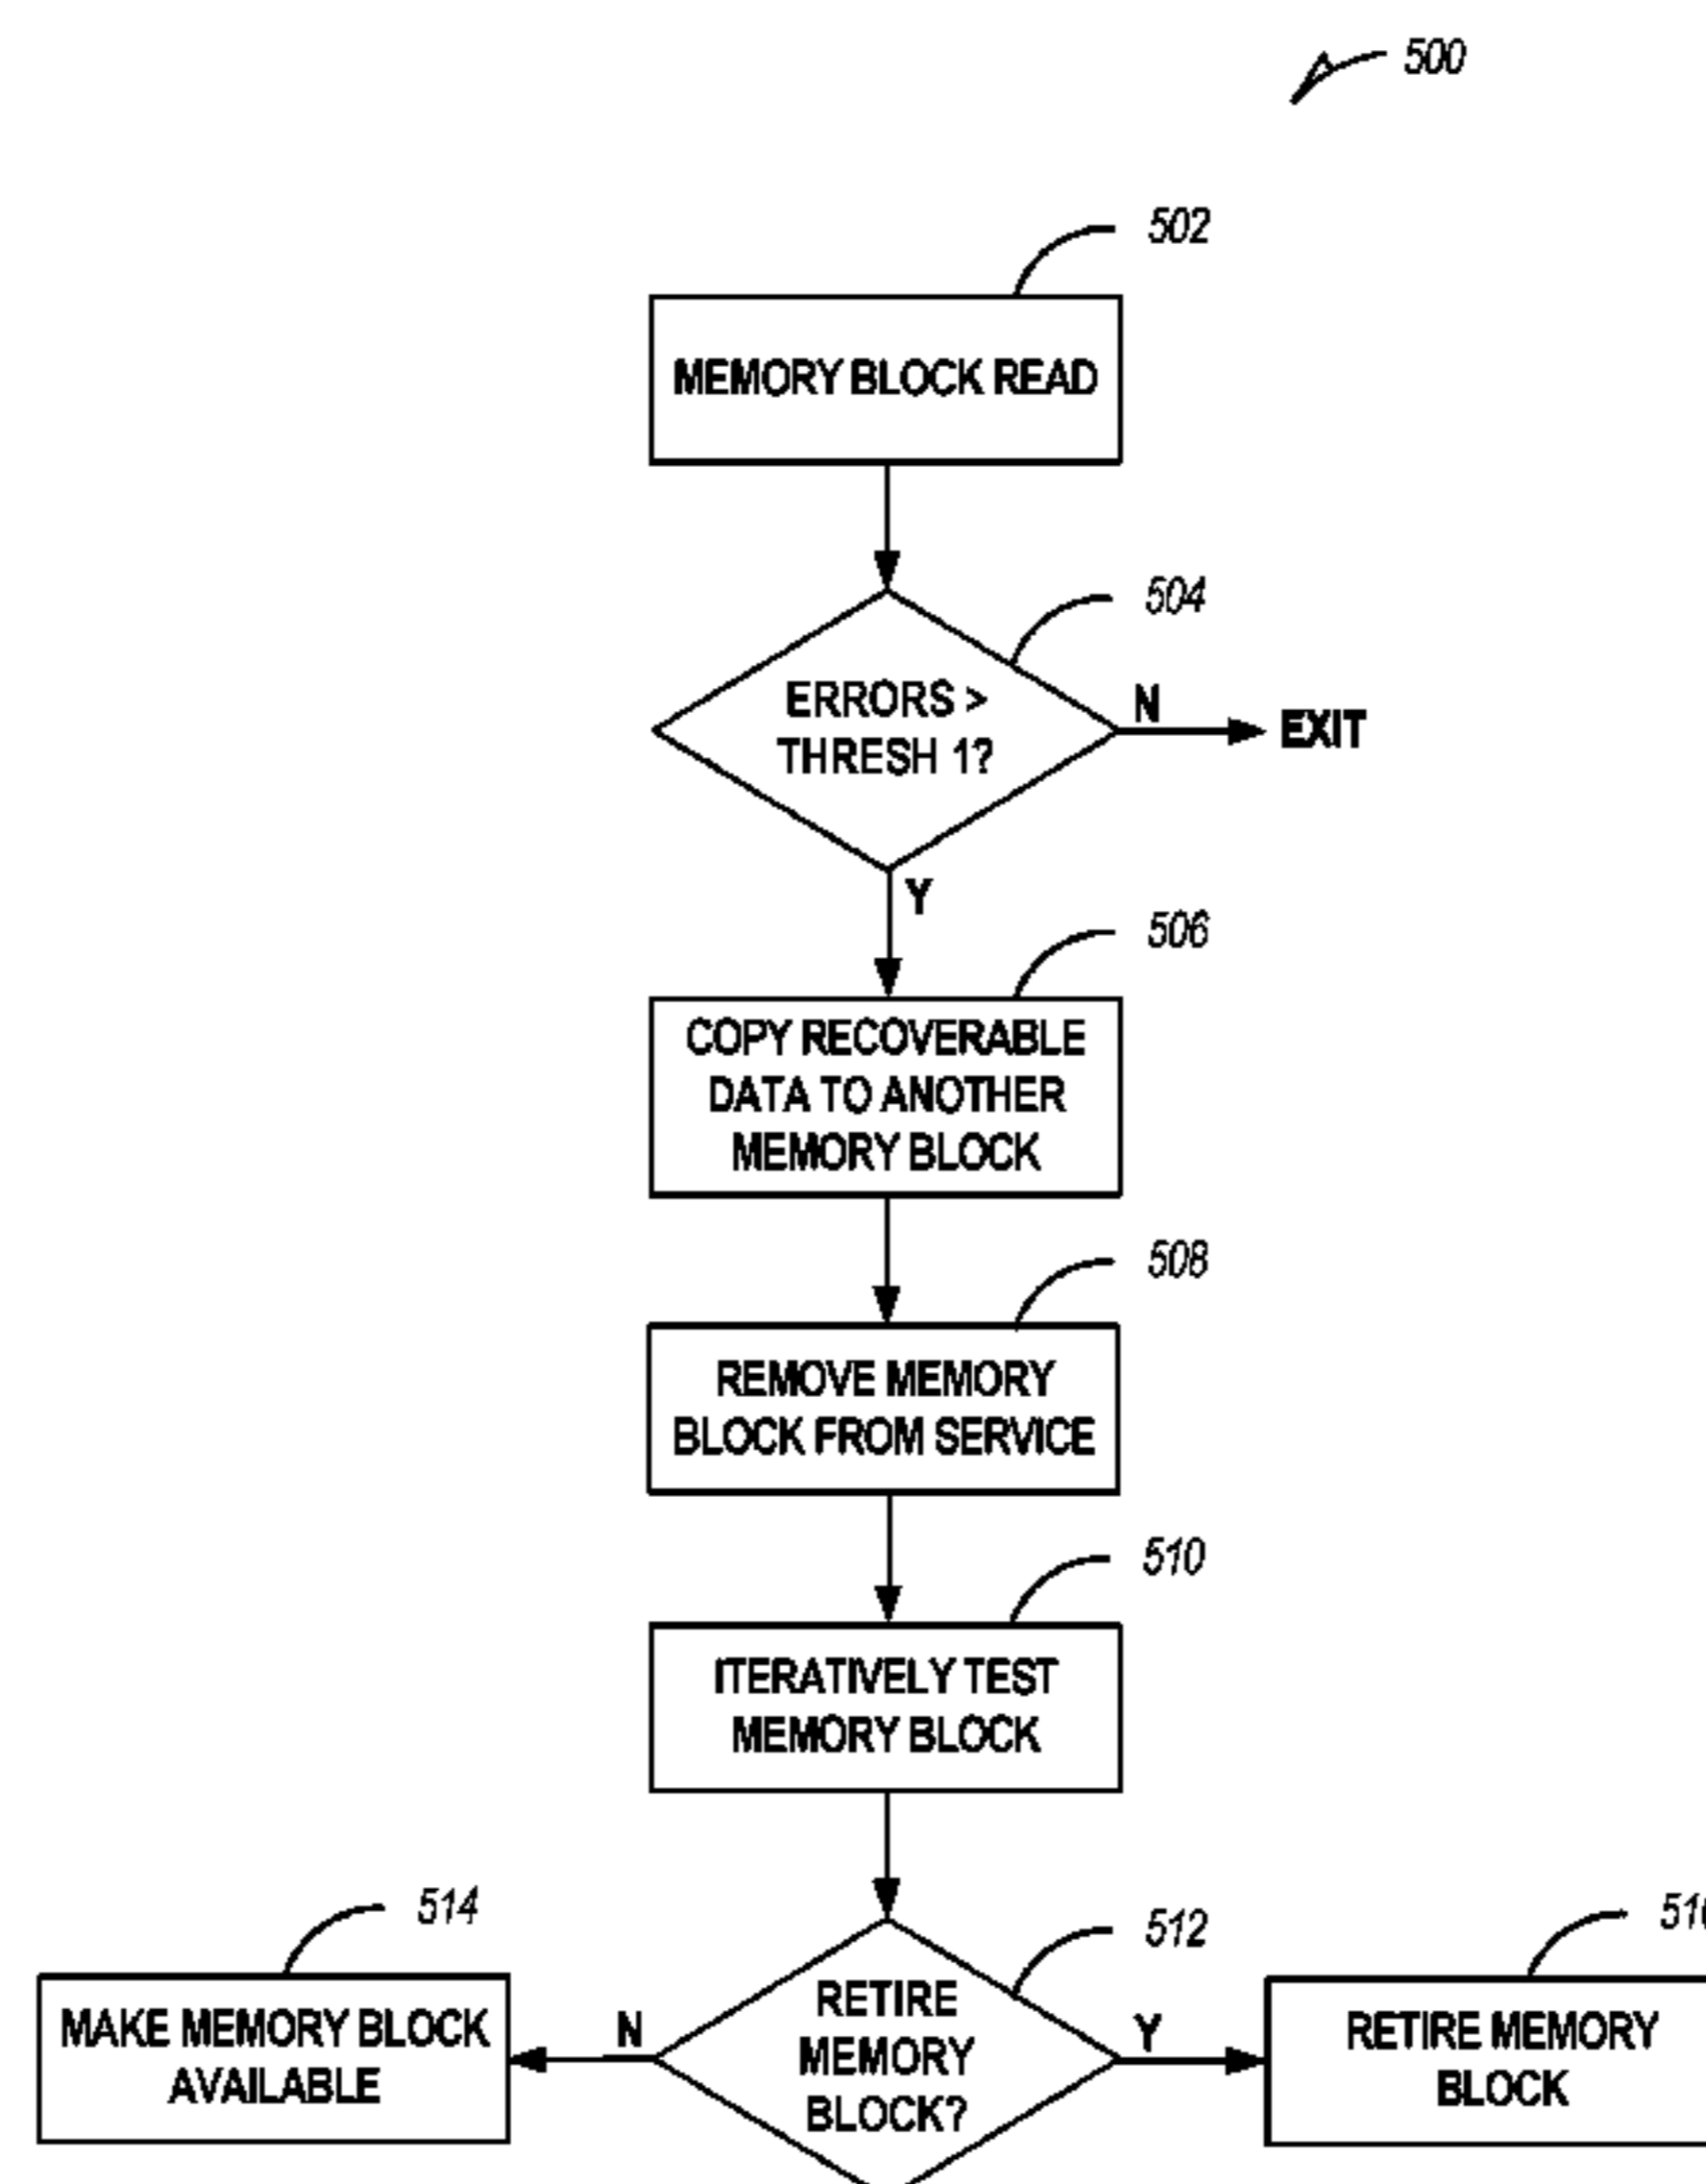 500
502
MEMORY BLOCK READ
504
ERRORS >
THRESH 1?
N
EXIT
Y
506
COPY RECOVERABLE
DATA TO ANOTHER
MEMORY BLOCK
508
REMOVE MEMORY
BLOCK FROM SERVICE
510
ITERATIVELY TEST
MEMORY BLOCK
514
MAKE MEMORY BLOCK
AVAILABLE
N
512
RETIRE
MEMORY
BLOCK?
Y
RETIRE MEMORY
BLOCK